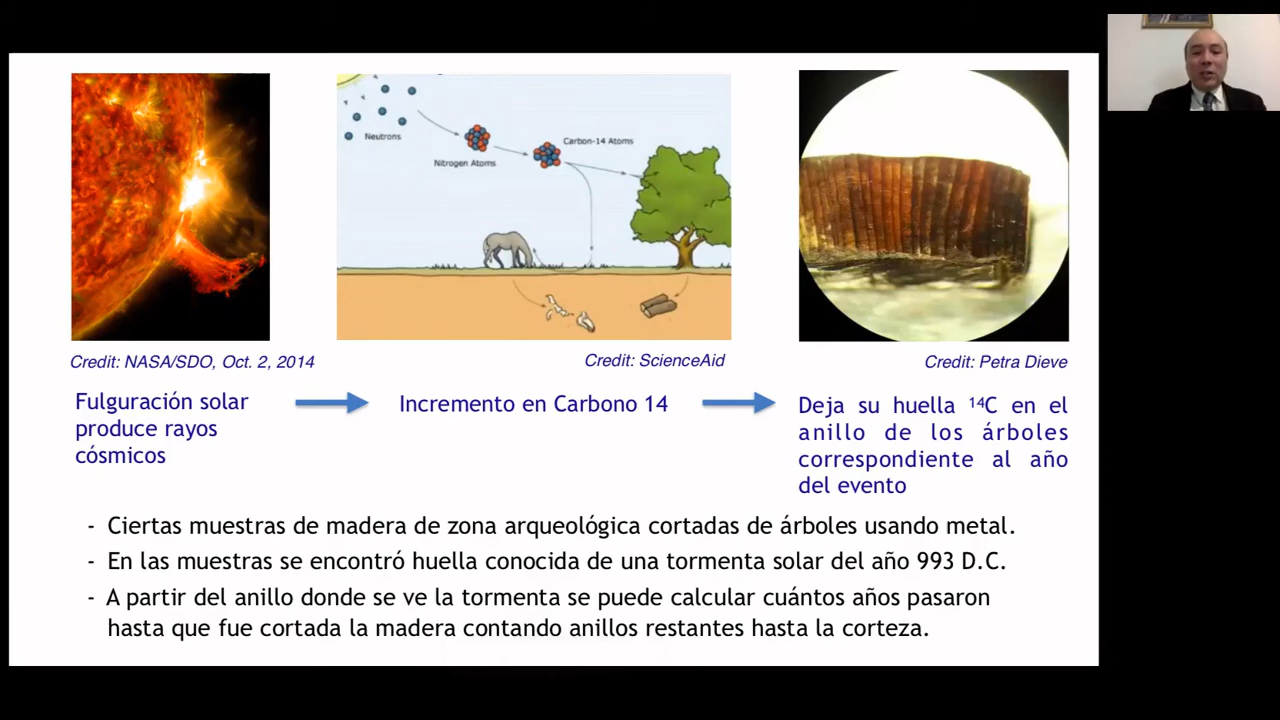 Neutrons
Nitrogen Atoms
Carbon-14 Atoms
Credit: NASA/SDO, Oct. 2, 2014
Credit: ScienceAid
Credit: Petra Dieve
Fulguración solar
produce rayos
cósmicos
Incremento en Carbono 14
Deja su huella ¹⁴C en el
anillo de los árboles
correspondiente al año
del evento
- Ciertas muestras de madera de zona arqueológica cortadas de árboles usando metal.
- En las muestras se encontró huella conocida de una tormenta solar del año 993 D.C.
- A partir del anillo donde se ve la tormenta se puede calcular cuántos años pasaron
hasta que fue cortada la madera contando anillos restantes hasta la corteza.